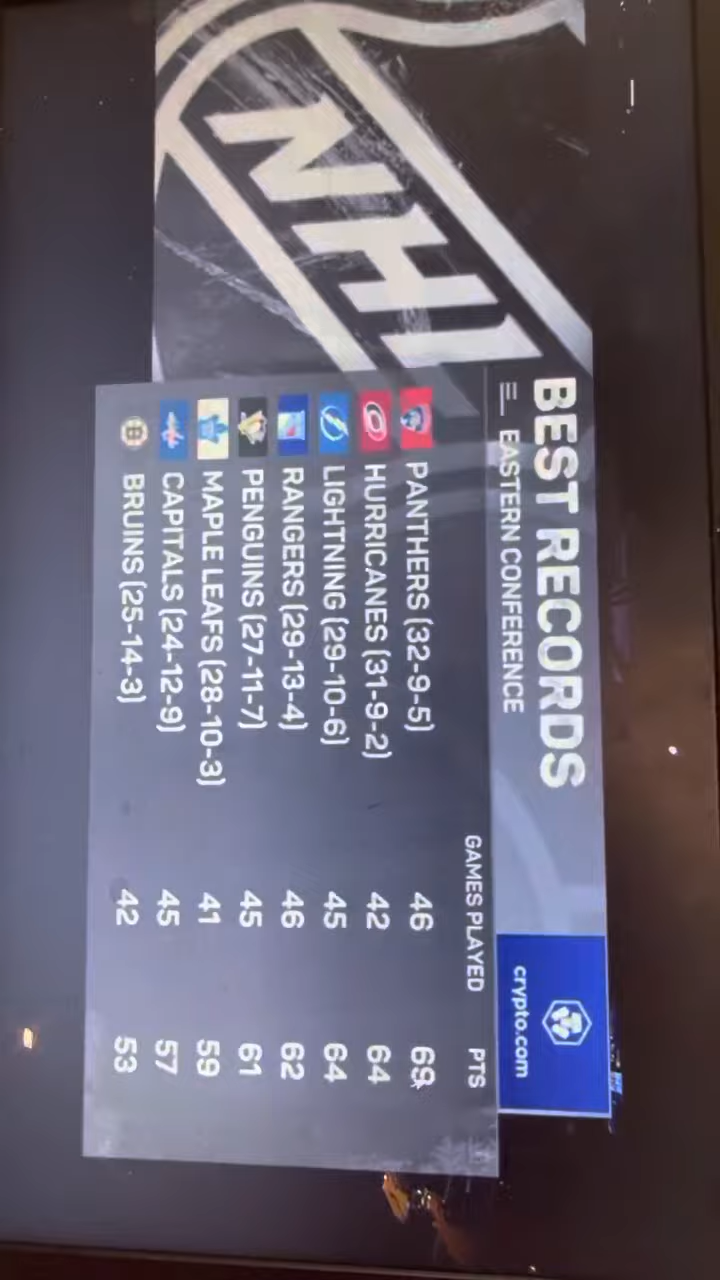 NHL
BEST RECORDS
EASTERN CONFERENCE
crypto.com
GAMES PLAYED PTS
PANTHERS (32-9-5) 46 69
HURRICANES (31-9-2) 42 64
LIGHTNING (29-10-6) 45 64
RANGERS (29-13-4) 46 62
PENGUINS (27-11-7) 45 61
MAPLE LEAFS (28-10-3) 41 59
CAPITALS (24-12-9) 45 57
B BRUINS (25-14-3) 42 53